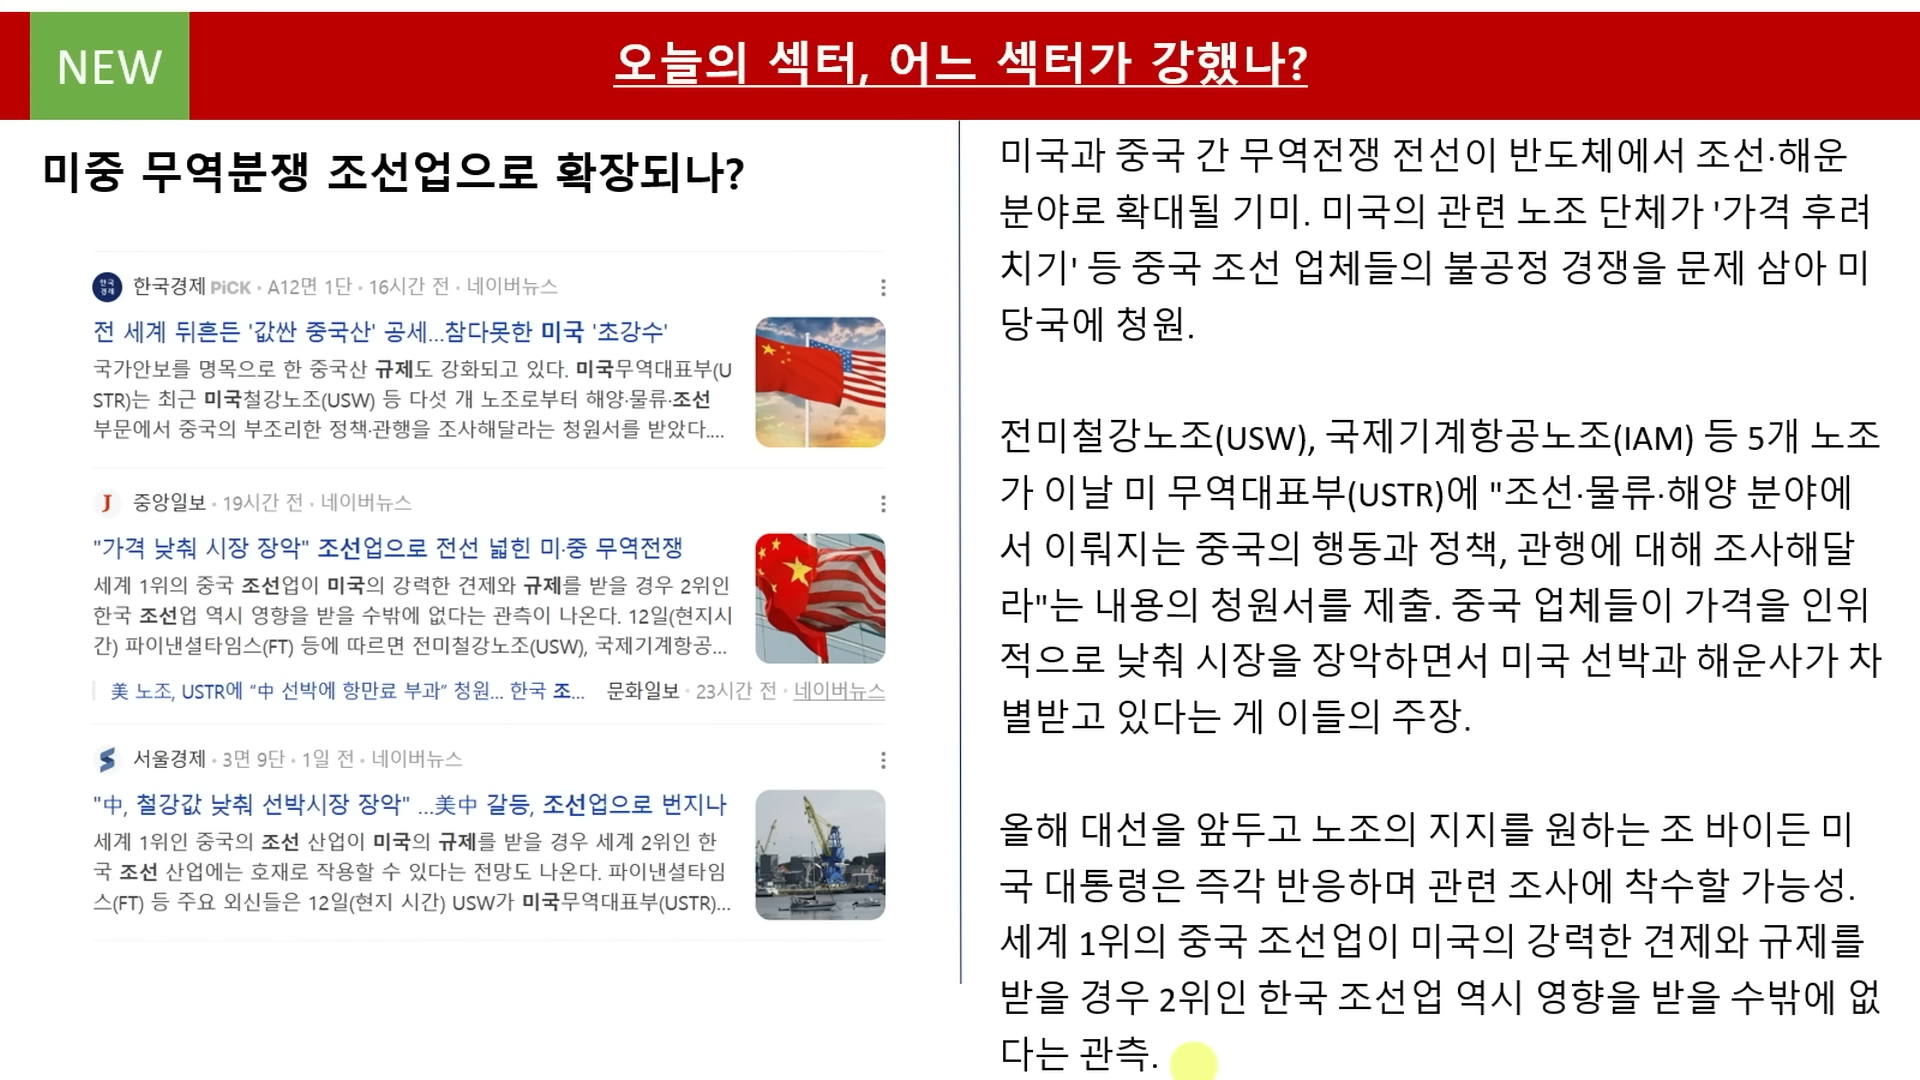 NEW
오늘의 섹터, 어느 섹터가 강했나?
미중 무역분쟁 조선업으로 확장되나?
한국경제 PiCK · A12면 1단 · 16시간 전 · 네이버뉴스
전 세계 뒤흔든 '값싼 중국산' 공세...참다못한 미국 '초강수'
국가안보를 명목으로 한 중국산 규제도 강화되고 있다. 미국무역대표부(U
STR)는 최근 미국철강노조(USW) 등 다섯 개 노조로부터 해양·물류·조선
부문에서 중국의 부조리한 정책·관행을 조사해달라는 청원서를 받았다....
중앙일보 · 19시간 전 · 네이버뉴스
"가격 낮춰 시장 장악" 조선업으로 전선 넓힌 미·중 무역전쟁
세계 1위의 중국 조선업이 미국의 강력한 견제와 규제를 받을 경우 2위인
한국 조선업 역시 영향을 받을 수밖에 없다는 관측이 나온다. 12일(현지시
간) 파이낸셜타임스(FT) 등에 따르면 전미철강노조(USW), 국제기계항공...
美 노조, USTR에 “中 선박에 항만료 부과” 청원... 한국 조... 문화일보 · 23시간 전 · 네이버뉴스
서울경제 · 3면 9단 · 1일 전 · 네이버뉴스
"中, 철강값 낮춰 선박시장 장악" ...美中 갈등, 조선업으로 번지나
세계 1위인 중국의 조선 산업이 미국의 규제를 받을 경우 세계 2위인 한
국 조선 산업에는 호재로 작용할 수 있다는 전망도 나온다. 파이낸셜타임
스(FT) 등 주요 외신들은 12일(현지 시간) USW가 미국무역대표부(USTR)...
미국과 중국 간 무역전쟁 전선이 반도체에서 조선·해운
분야로 확대될 기미. 미국의 관련 노조 단체가 '가격 후려
치기' 등 중국 조선 업체들의 불공정 경쟁을 문제 삼아 미
당국에 청원.
전미철강노조(USW), 국제기계항공노조(IAM) 등 5개 노조
가 이날 미 무역대표부(USTR)에 "조선·물류·해양 분야에
서 이뤄지는 중국의 행동과 정책, 관행에 대해 조사해달
라"는 내용의 청원서를 제출. 중국 업체들이 가격을 인위
적으로 낮춰 시장을 장악하면서 미국 선박과 해운사가 차
별받고 있다는 게 이들의 주장.
올해 대선을 앞두고 노조의 지지를 원하는 조 바이든 미
국 대통령은 즉각 반응하며 관련 조사에 착수할 가능성.
세계 1위의 중국 조선업이 미국의 강력한 견제와 규제를
받을 경우 2위인 한국 조선업 역시 영향을 받을 수밖에 없
다는 관측.